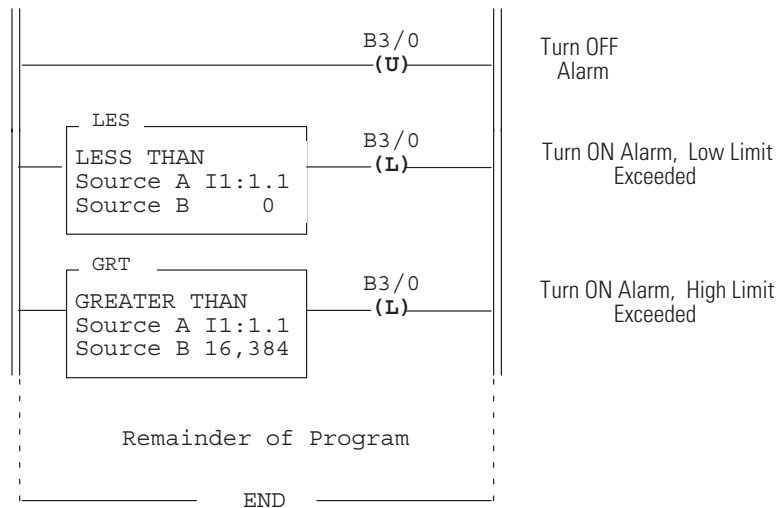 B3/0
(U)
Turn OFF
Alarm
LES
LESS THAN
Source A I1:1.1
Source B 0
B3/0
(L)
Turn ON Alarm, Low Limit
Exceeded
GRT
GREATER THAN
Source A I1:1.1
Source B 16,384
B3/0
(L)
Turn ON Alarm, High Limit
Exceeded
Remainder of Program
END